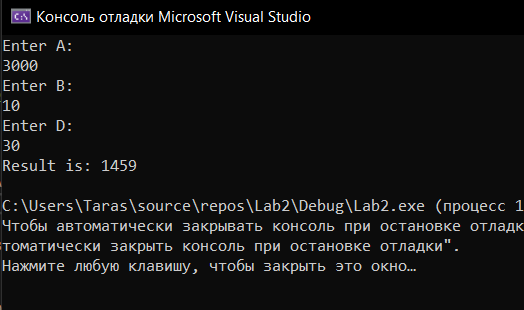 Консоль отладки Microsoft Visual Studio
Enter A:
3000
Enter B:
10
Enter D:
30
Result is: 1459
C:\Users\Taras\source\repos\Lab2\Debug\Lab2.exe (процесс 1
Чтобы автоматически закрывать консоль при остановке отладк
томатически закрыть консоль при остановке отладки".
Нажмите любую клавишу, чтобы закрыть это окно…